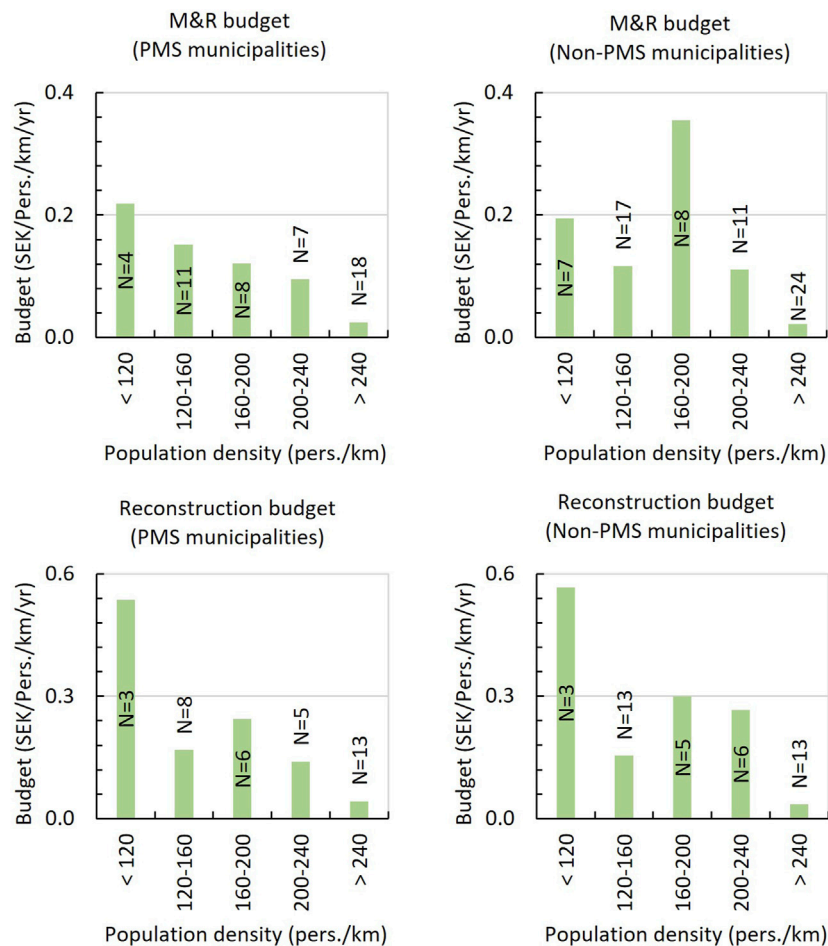 M&R budget
(PMS municipalities)
Budget (SEK/Pers./km/yr)
0.4
0.2
0.0
N=4
N=11
N=8
N=7
N=18
< 120
120-160
160-200
200-240
> 240
Population density (pers./km)
M&R budget
(Non-PMS municipalities)
Budget (SEK/Pers./km/yr)
0.4
0.2
0.0
N=7
N=17
N=8
N=11
N=24
< 120
120-160
160-200
200-240
> 240
Population density (pers./km)
Reconstruction budget
(PMS municipalities)
Budget (SEK/Pers./km/yr)
0.6
0.3
0.0
N=3
N=8
N=6
N=5
N=13
< 120
120-160
160-200
200-240
> 240
Population density (pers./km)
Reconstruction budget
(Non-PMS municipalities)
Budget (SEK/Pers./km/yr)
0.6
0.3
0.0
N=3
N=13
N=5
N=6
N=13
< 120
120-160
160-200
200-240
> 240
Population density (pers./km)